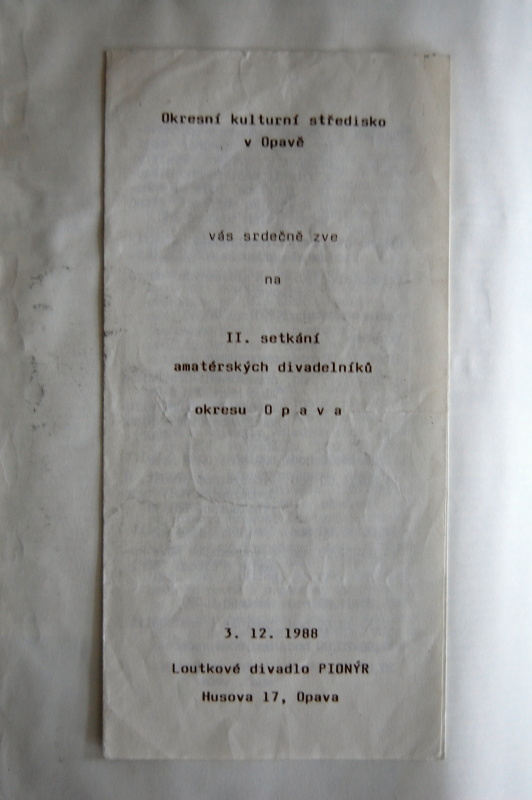 Okresní kulturní středisko
v Opavě
vás srdečně zve
na
II. setkání
amatérských divadelníků
okresu O p a v a
3. 12. 1988
Loutkové divadlo PIONÝR
Husova 17, Opava